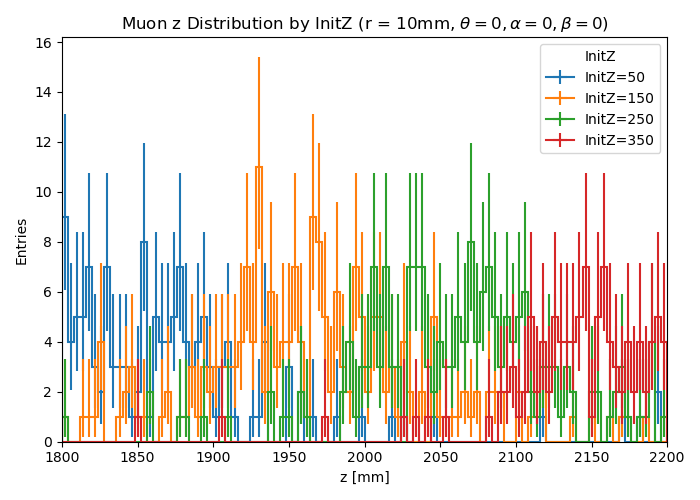 Muon z Distribution by InitZ (r = 10mm, θ = 0, α = 0, β = 0)
16
14
12
10
8
6
4
2
0
Entries
InitZ
InitZ=50
InitZ=150
InitZ=250
InitZ=350
1800 1850 1900 1950 2000 2050 2100 2150 2200
z [mm]